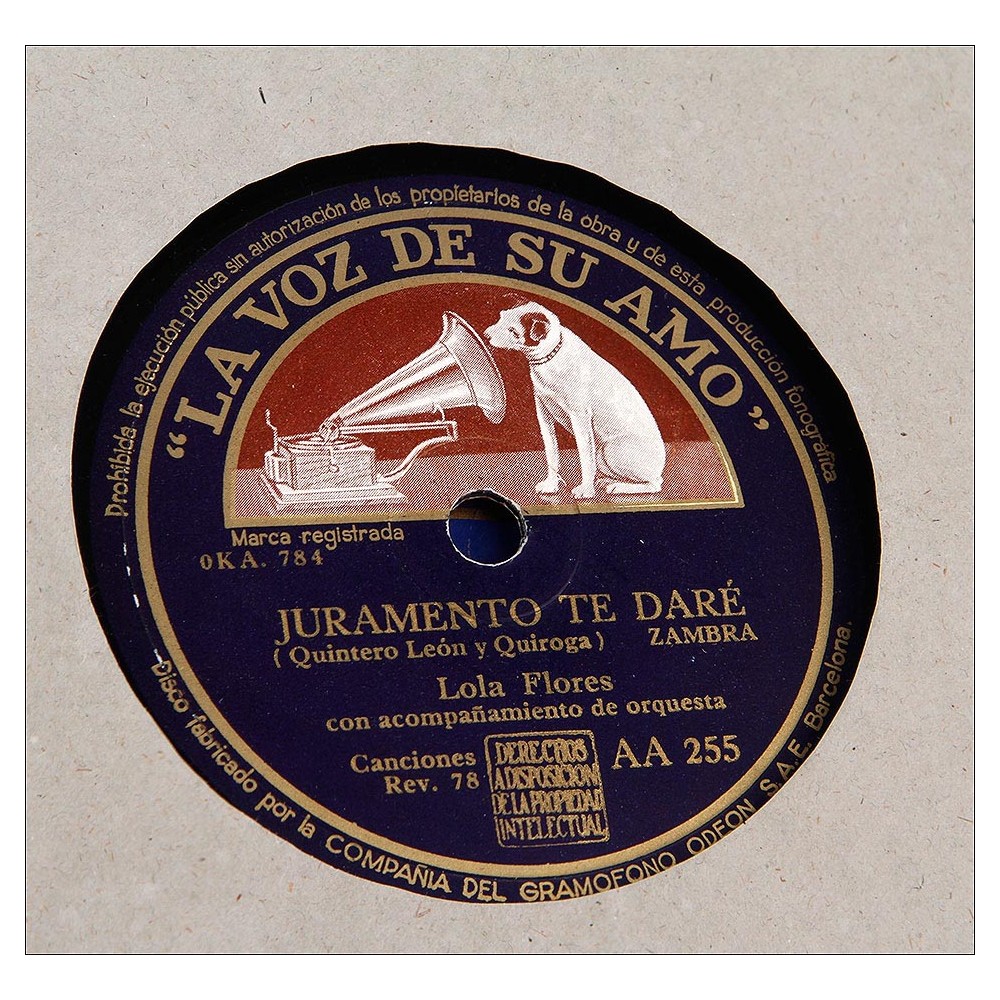 Prohibida la ejecución pública sin autorización de los propietarios de la obra y de esta producción fonográfica
“LA VOZ DE SU AMO”
Marca registrada
OKA. 784
JURAMENTO TE DARÉ
(Quintero León y Quiroga) ZAMBRA
Lola Flores
con acompañamiento de orquesta
Canciones
Rev. 78
DERECHOS
A DISPOSICION
DE LA PROPIEDAD
INTELECTUAL
AA 255
Disco fabricado por la COMPAÑIA DEL GRAMOFONO ODEON S.A.E. Barcelona.